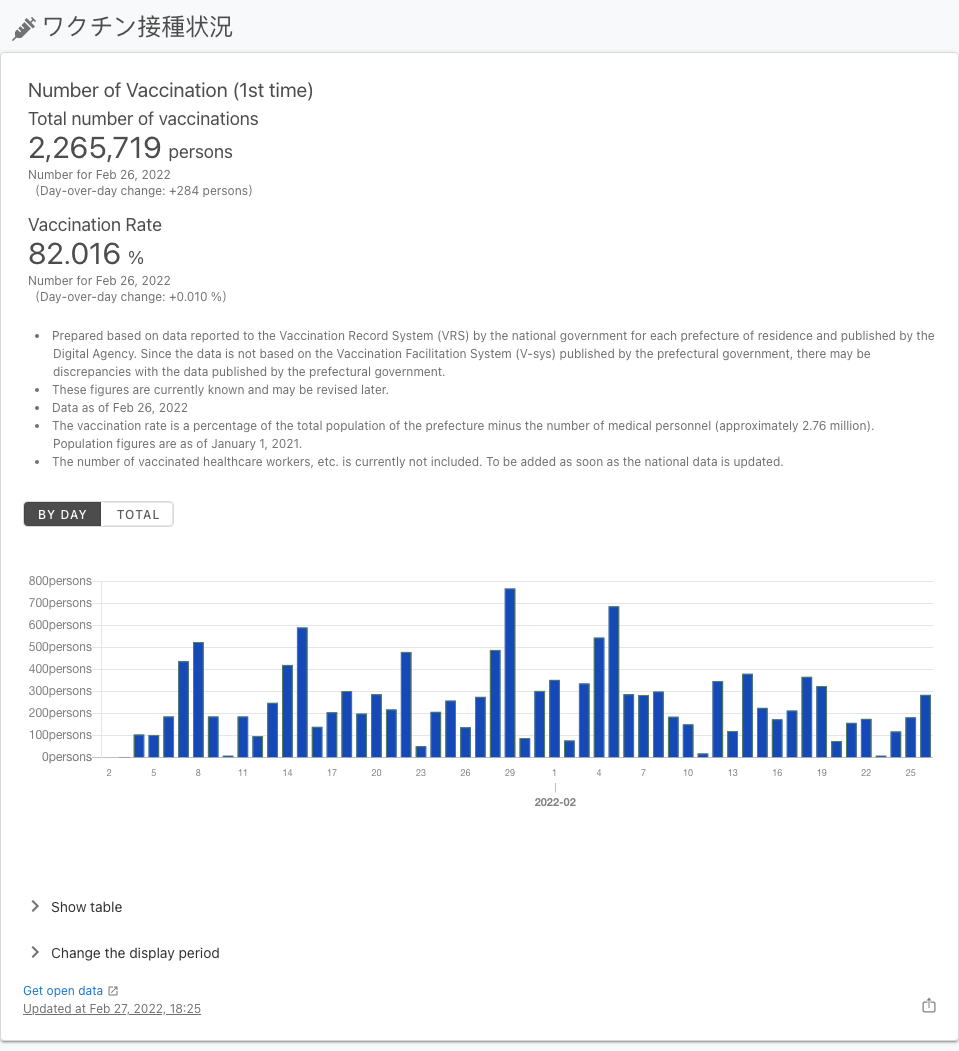 ワクチン接種状況
Number of Vaccination (1st time)
Total number of vaccinations
2,265,719 persons
Number for Feb 26, 2022
(Day-over-day change: +284 persons)
Vaccination Rate
82.016 %
Number for Feb 26, 2022
(Day-over-day change: +0.010 %)
• Prepared based on data reported to the Vaccination Record System (VRS) by the national government for each prefecture of residence and published by the
Digital Agency. Since the data is not based on the Vaccination Facilitation System (V-sys) published by the prefectural government, there may be
discrepancies with the data published by the prefectural government.
• These figures are currently known and may be revised later.
• Data as of Feb 26, 2022
• The vaccination rate is a percentage of the total population of the prefecture minus the number of medical personnel (approximately 2.76 million).
Population figures are as of January 1, 2021.
• The number of vaccinated healthcare workers, etc. is currently not included. To be added as soon as the national data is updated.
BY DAY TOTAL
800persons
700persons
600persons
500persons
400persons
300persons
200persons
100persons
0persons
2 5 8 11 14 17 20 23 26 29 1 4 7 10 13 16 19 22 25
2022-02
Show table
Change the display period
Get open data
Updated at Feb 27, 2022, 18:25